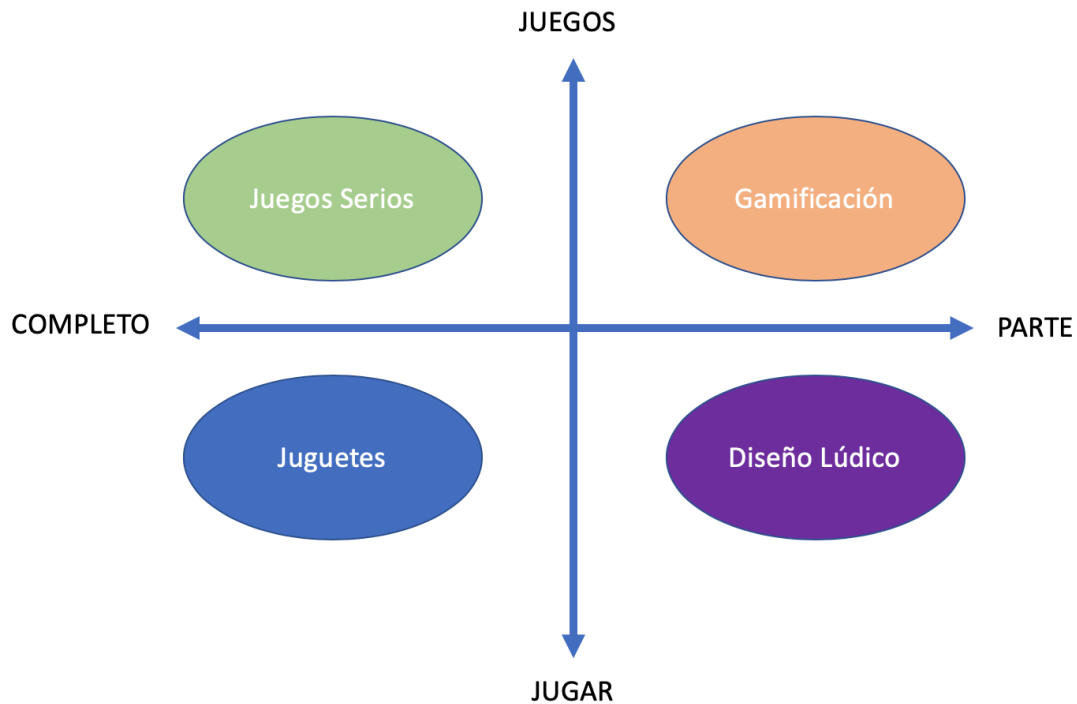 JUEGOS
Juegos Serios
Gamificación
COMPLETO
PARTE
Juguetes
Diseño Lúdico
JUGAR